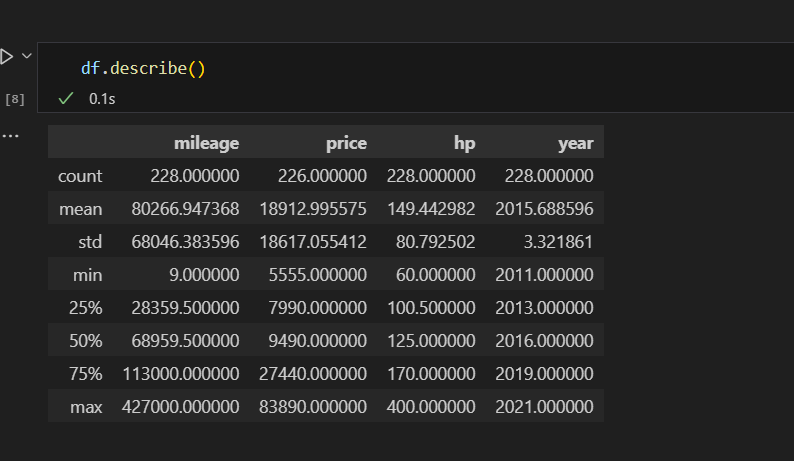 df.describe()
[8] 0.1s
...
mileage price hp year
count 228.000000 226.000000 228.000000 228.000000
mean 80266.947368 18912.995575 149.442982 2015.688596
std 68046.383596 18617.055412 80.792502 3.321861
min 9.000000 5555.000000 60.000000 2011.000000
25% 28359.500000 7990.000000 100.500000 2013.000000
50% 68959.500000 9490.000000 125.000000 2016.000000
75% 113000.000000 27440.000000 170.000000 2019.000000
max 427000.000000 83890.000000 400.000000 2021.000000